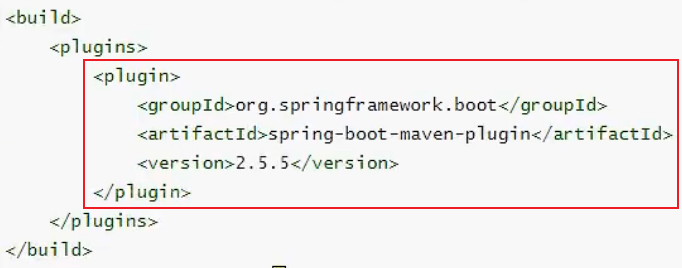 <build>
    <plugins>
        <plugin>
            <groupId>org.springframework.boot</groupId>
            <artifactId>spring-boot-maven-plugin</artifactId>
            <version>2.5.5</version>
        </plugin>
    </plugins>
</build>